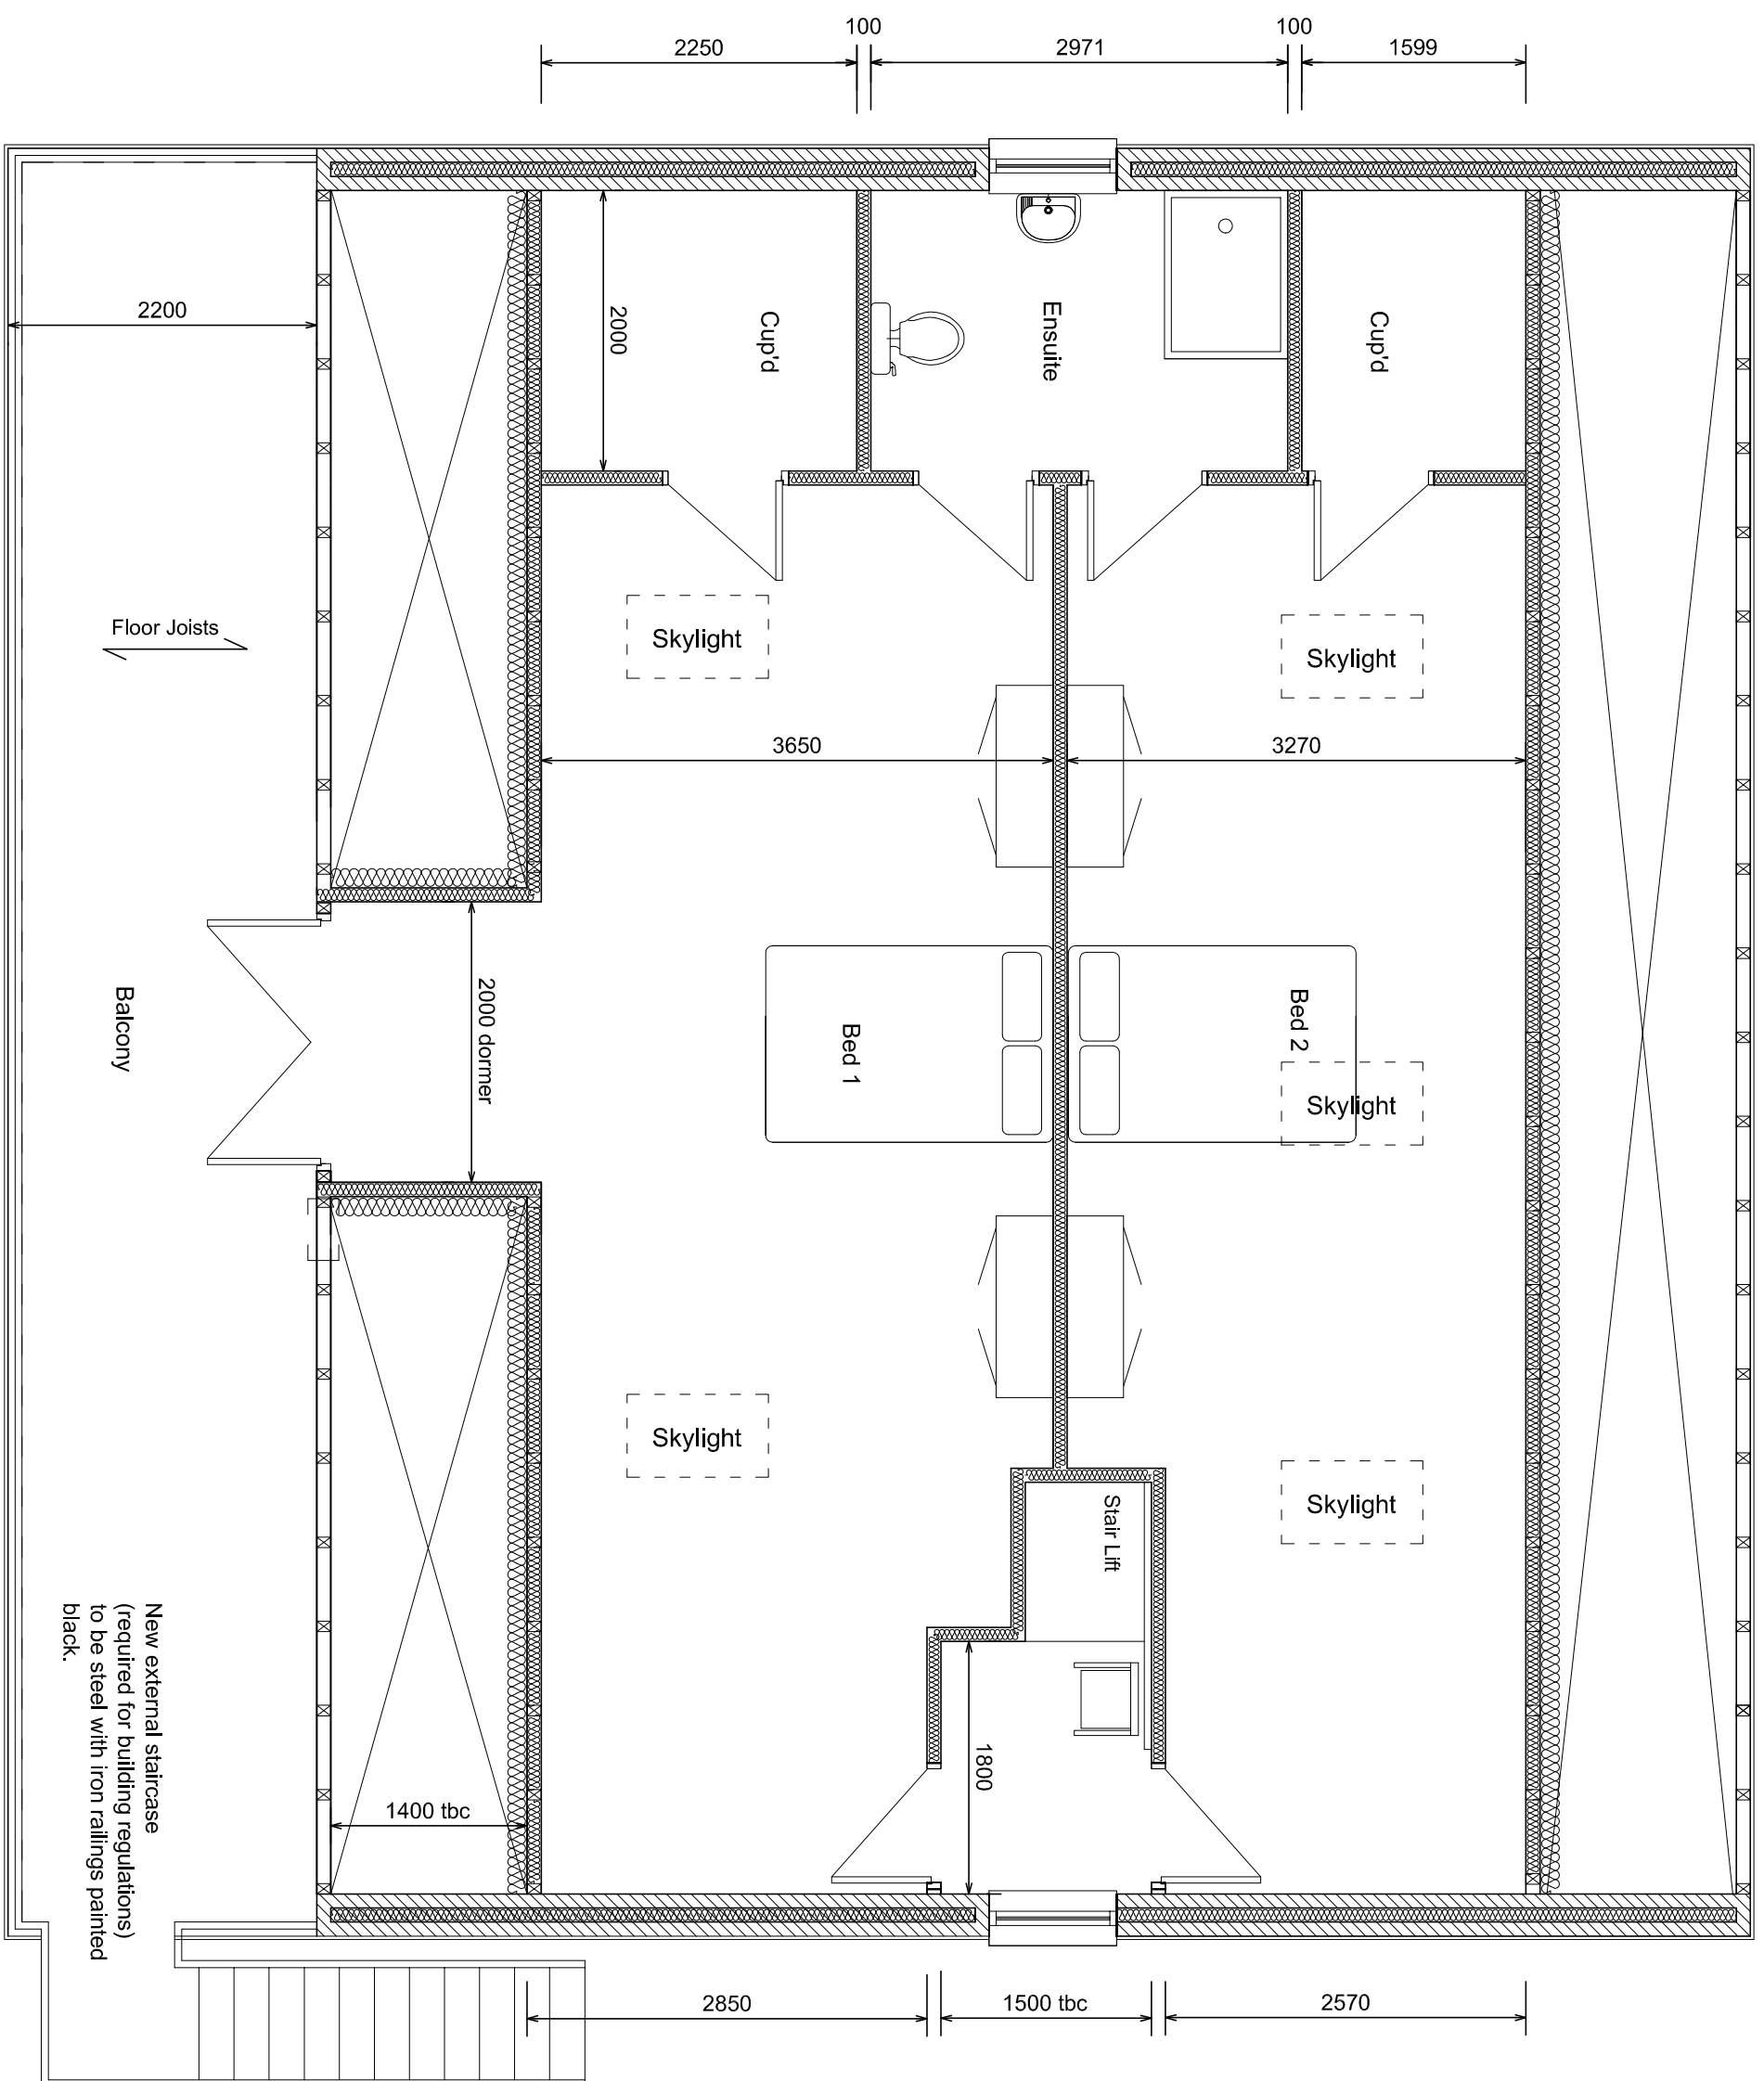 100
100
2250
2971
1599
2200
2000
Cup'd
Ensuite
Cup'd
Floor Joists
Skylight
Skylight
3650
3270
Balcony
2000 dormer
Bed 1
Bed 2
Skylight
Skylight
Skylight
Stair Lift
1800
1400 tbc
New external staircase
(required for building regulations)
to be steel with iron railings painted
black.
2850
1500 tbc
2570